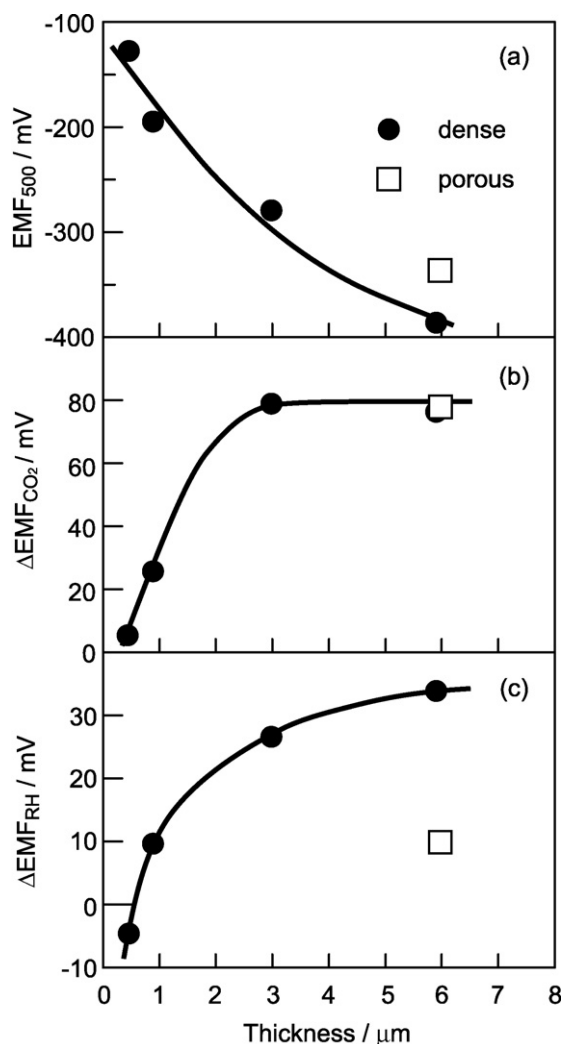 -100
(a)
EMF500 / mV
-200
dense
porous
-300
-400
80
(b)
ΔEMFCO2 / mV
60
40
20
0
30
(c)
ΔEMFRH / mV
20
10
0
-10
0 1 2 3 4 5 6 7 8
Thickness / μm